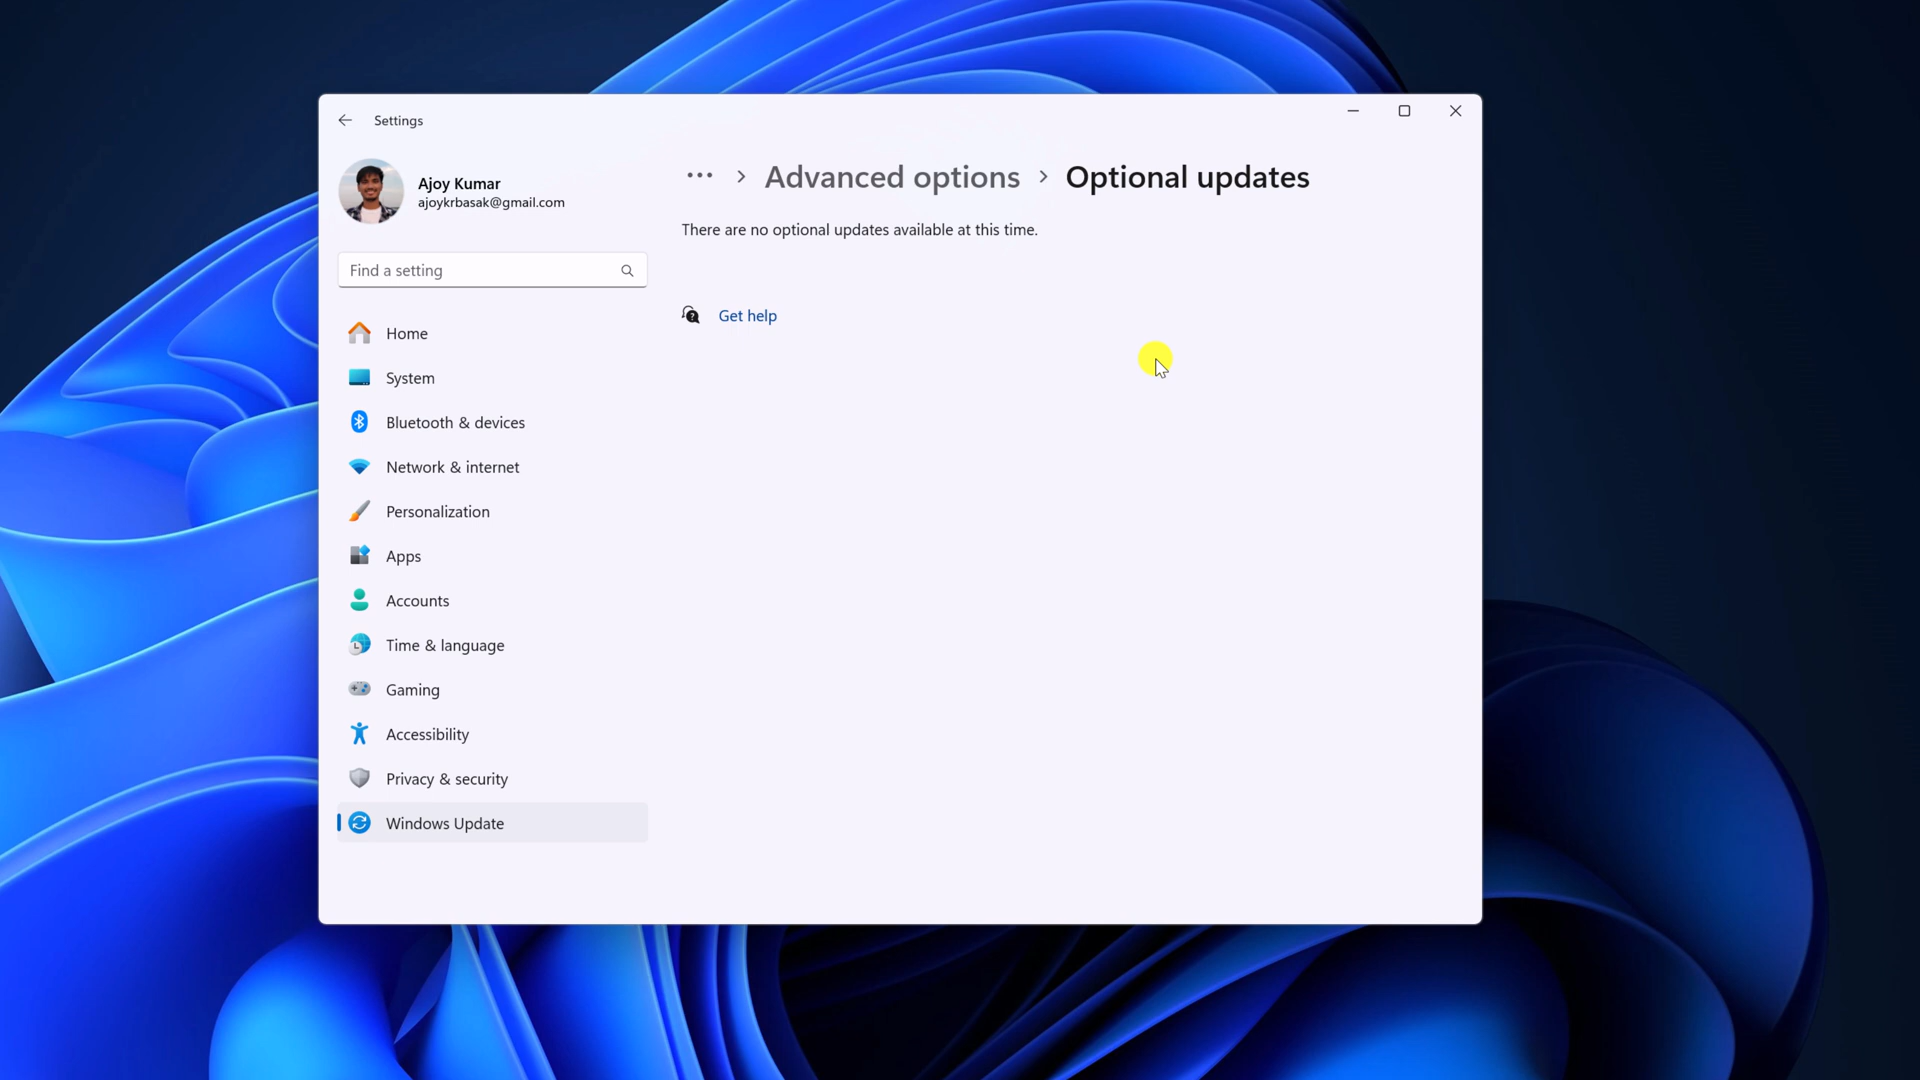 Settings
Ajoy Kumar
ajoykrbasak@gmail.com
Find a setting
Home
System
Bluetooth & devices
Network & internet
Personalization
Apps
Accounts
Time & language
Gaming
Accessibility
Privacy & security
Windows Update
... > Advanced options > Optional updates
There are no optional updates available at this time.
Get help